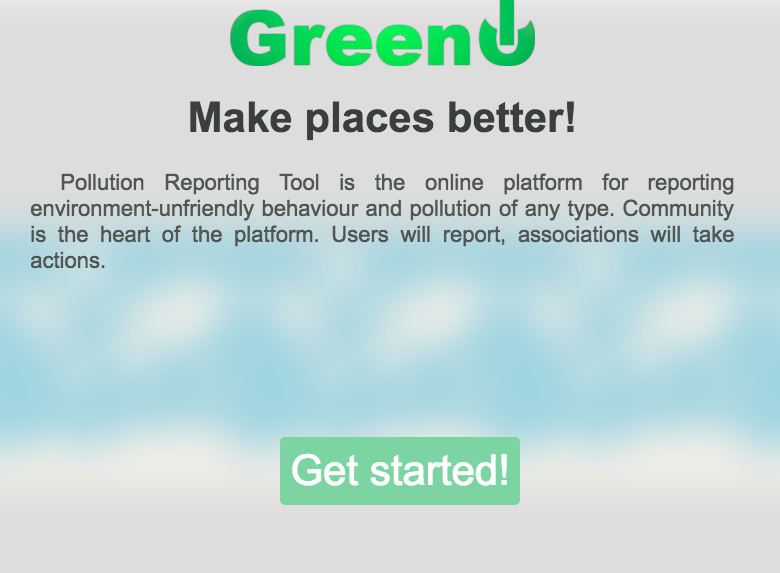 GreenU
Make places better!
Pollution Reporting Tool is the online platform for reporting
environment-unfriendly behaviour and pollution of any type. Community
is the heart of the platform. Users will report, associations will take
actions.
Get started!